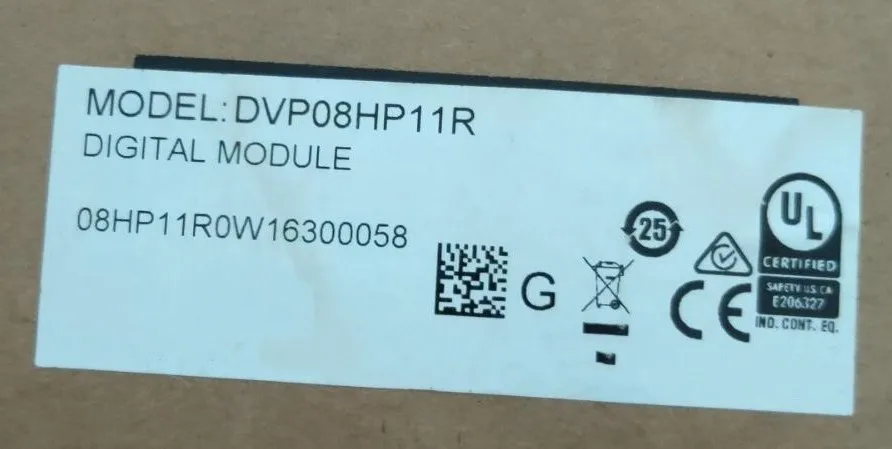 MODEL: DVP08HP11R
DIGITAL MODULE
08HP11R0W16300058
G
25
UL
CERTIFIED
SAFETY US CA
E206327
IND. CONT. EQ.
CE